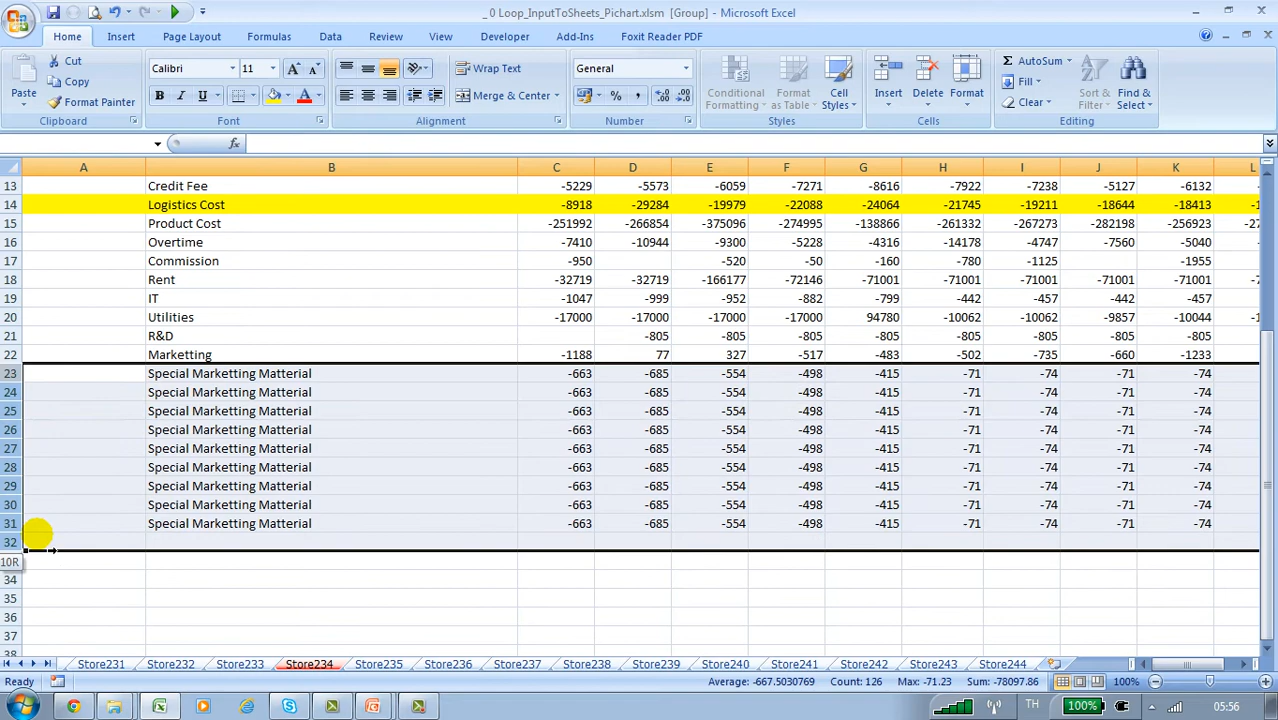 _ 0 Loop_InputToSheets_Pichart.xlsm [Group] - Microsoft Excel
Home Insert Page Layout Formulas Data Review View Developer Add-Ins Foxit Reader PDF
Paste Cut Copy Format Painter Clipboard
Calibri 11 B I U A A A Font
Wrap Text Merge & Center Alignment
General % , Number
Conditional Formatting Format as Table Cell Styles Styles
Insert Delete Format Cells
AutoSum Fill Clear Sort & Filter Find & Select Editing
fx
A B C D E F G H I J K L
13 Credit Fee -5229 -5573 -6059 -7271 -8616 -7922 -7238 -5127 -6132
14 Logistics Cost -8918 -29284 -19979 -22088 -24064 -21745 -19211 -18644 -18413
15 Product Cost -251992 -266854 -375096 -274995 -138866 -261332 -267273 -282198 -256923
16 Overtime -7410 -10944 -9300 -5228 -4316 -14178 -4747 -7560 -5040
17 Commission -950 -520 -50 -160 -780 -1125 -1955
18 Rent -32719 -32719 -166177 -72146 -71001 -71001 -71001 -71001 -71001
19 IT -1047 -999 -952 -882 -799 -442 -457 -442 -457
20 Utilities -17000 -17000 -17000 -17000 94780 -10062 -10062 -9857 -10044
21 R&D -805 -805 -805 -805 -805 -805 -805 -805
22 Marketting -1188 77 327 -517 -483 -502 -735 -660 -1233
23 Special Marketting Matterial -663 -685 -554 -498 -415 -71 -74 -71 -74
24 Special Marketting Matterial -663 -685 -554 -498 -415 -71 -74 -71 -74
25 Special Marketting Matterial -663 -685 -554 -498 -415 -71 -74 -71 -74
26 Special Marketting Matterial -663 -685 -554 -498 -415 -71 -74 -71 -74
27 Special Marketting Matterial -663 -685 -554 -498 -415 -71 -74 -71 -74
28 Special Marketting Matterial -663 -685 -554 -498 -415 -71 -74 -71 -74
29 Special Marketting Matterial -663 -685 -554 -498 -415 -71 -74 -71 -74
30 Special Marketting Matterial -663 -685 -554 -498 -415 -71 -74 -71 -74
31 Special Marketting Matterial -663 -685 -554 -498 -415 -71 -74 -71 -74
32
10R
34
35
36
37
38
Store231 Store232 Store233 Store234 Store235 Store236 Store237 Store238 Store239 Store240 Store241 Store242 Store243 Store244
Ready Average: -667.5030769 Count: 126 Max: -71.23 Sum: -78097.86 100%
TH 100% 05:56